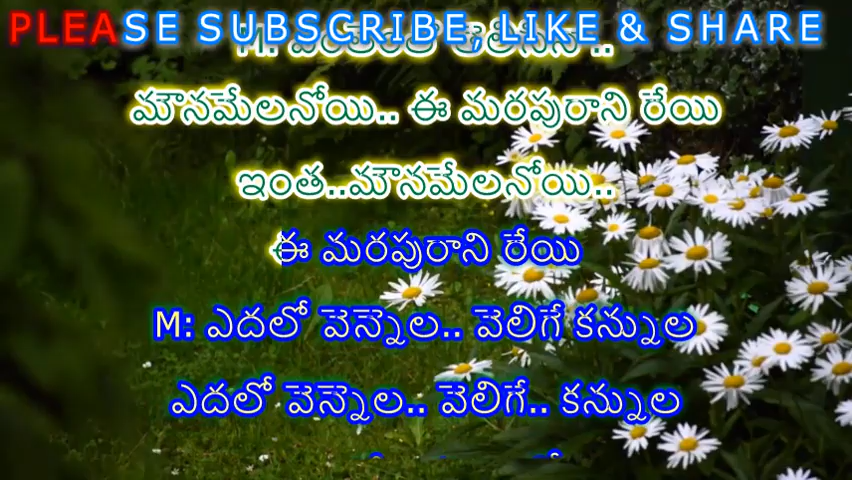 PLEASE SUBSCRIBE, LIKE & SHARE
M:
మౌనమేలనోయి.. ఈ మరపురాని రేయి
ఇంత..మౌనమేలనోయి..
ఈ మరపురాని రేయి
M: ఎదలో వెన్నెల.. వెలిగే కన్నుల
ఎదలో వెన్నెల.. వెలిగే.. కన్నుల